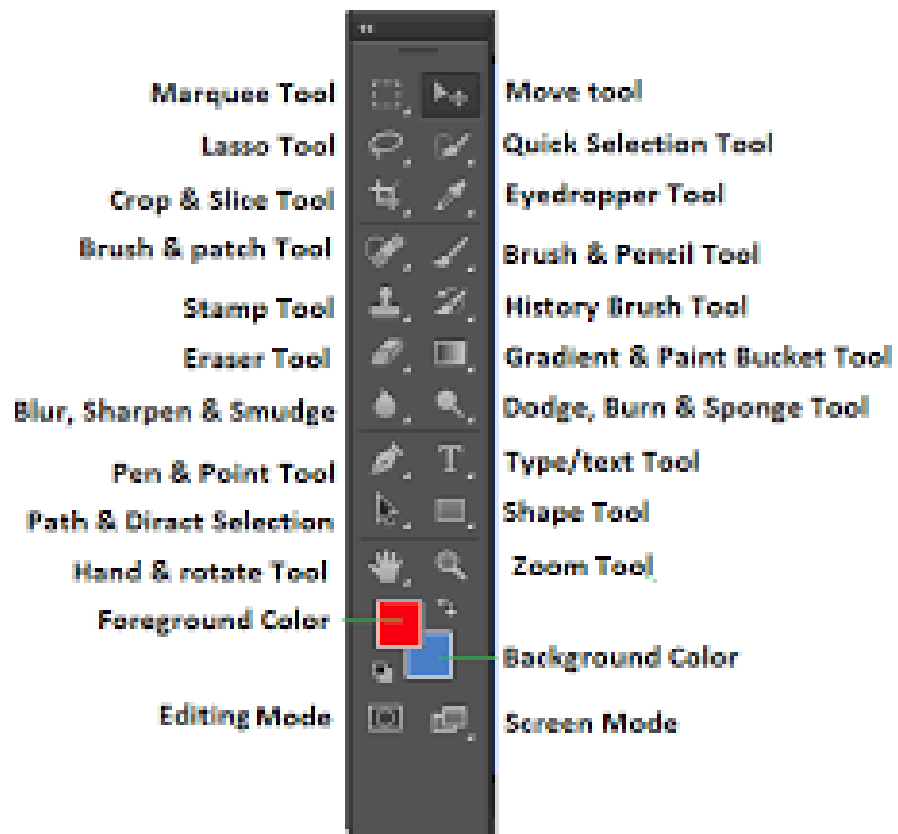 Marquee Tool
Move tool
Lasso Tool
Quick Selection Tool
Crop & Slice Tool
Eyedropper Tool
Brush & patch Tool
Brush & Pencil Tool
Stamp Tool
History Brush Tool
Eraser Tool
Gradient & Paint Bucket Tool
Blur, Sharpen & Smudge
Dodge, Burn & Sponge Tool
Pen & Point Tool
Type/text Tool
Path & Diract Selection
Shape Tool
Hand & rotate Tool
Zoom Tool
Foreground Color
Background Color
Editing Mode
Screen Mode